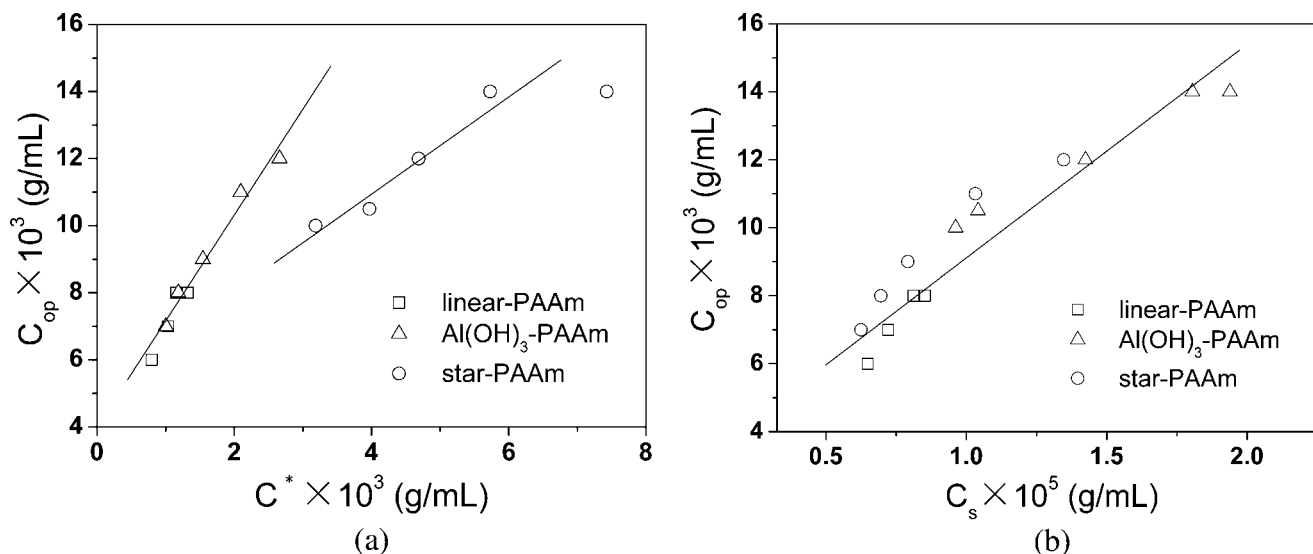 16
14
12
10
8
6
4
C_op × 10^3 (g/mL)
linear-PAAm
Al(OH)_3-PAAm
star-PAAm
0 2 4 6 8
C^* × 10^3 (g/mL)
(a)
16
14
12
10
8
6
4
C_op × 10^3 (g/mL)
linear-PAAm
Al(OH)_3-PAAm
star-PAAm
0.5 1.0 1.5 2.0
C_s × 10^5 (g/mL)
(b)